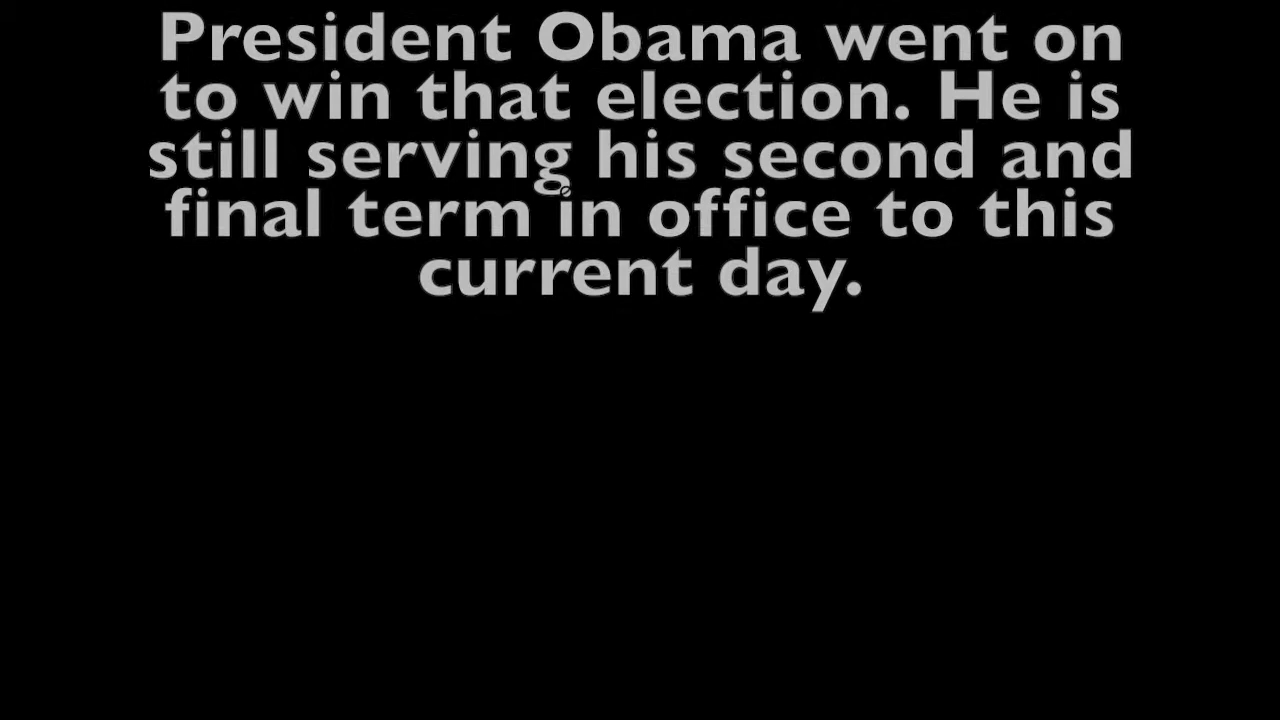 President Obama went on
to win that election. He is
still serving his second and
final term in office to this
current day.